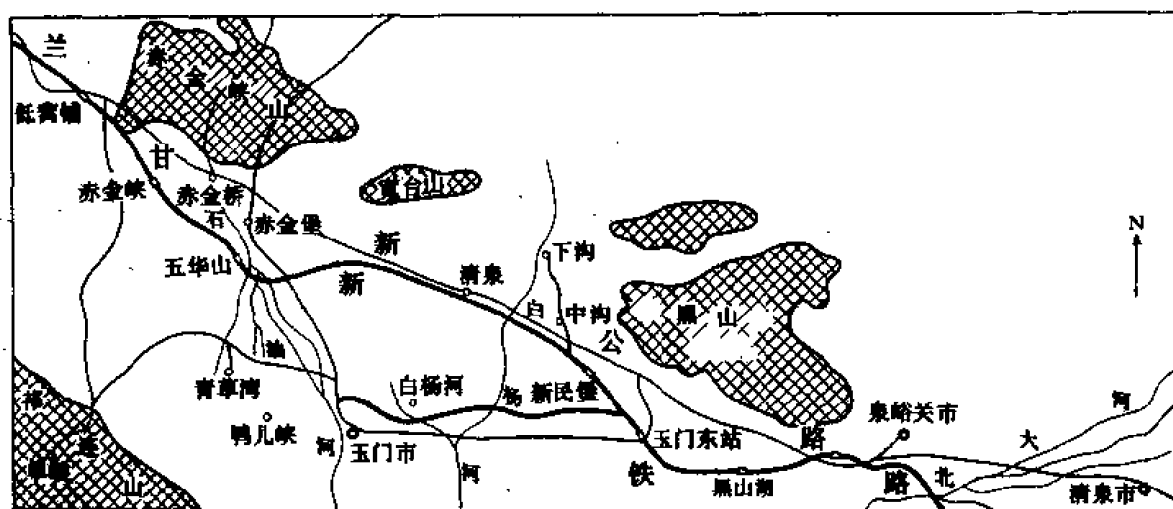 兰
赤金峡山
低窝铺
甘
赤金峡
赤金桥
赤金堡
宽台山
N
石
新
五华山
新
清泉
下沟
白
中沟
黑山
公
油
青草湾
白杨河
杨
新民堡
祁连山
鸭儿峡
河
玉门市
河
玉门东站
路
泉峪关市
河
大
北
铁
黑山湖
路
清泉市